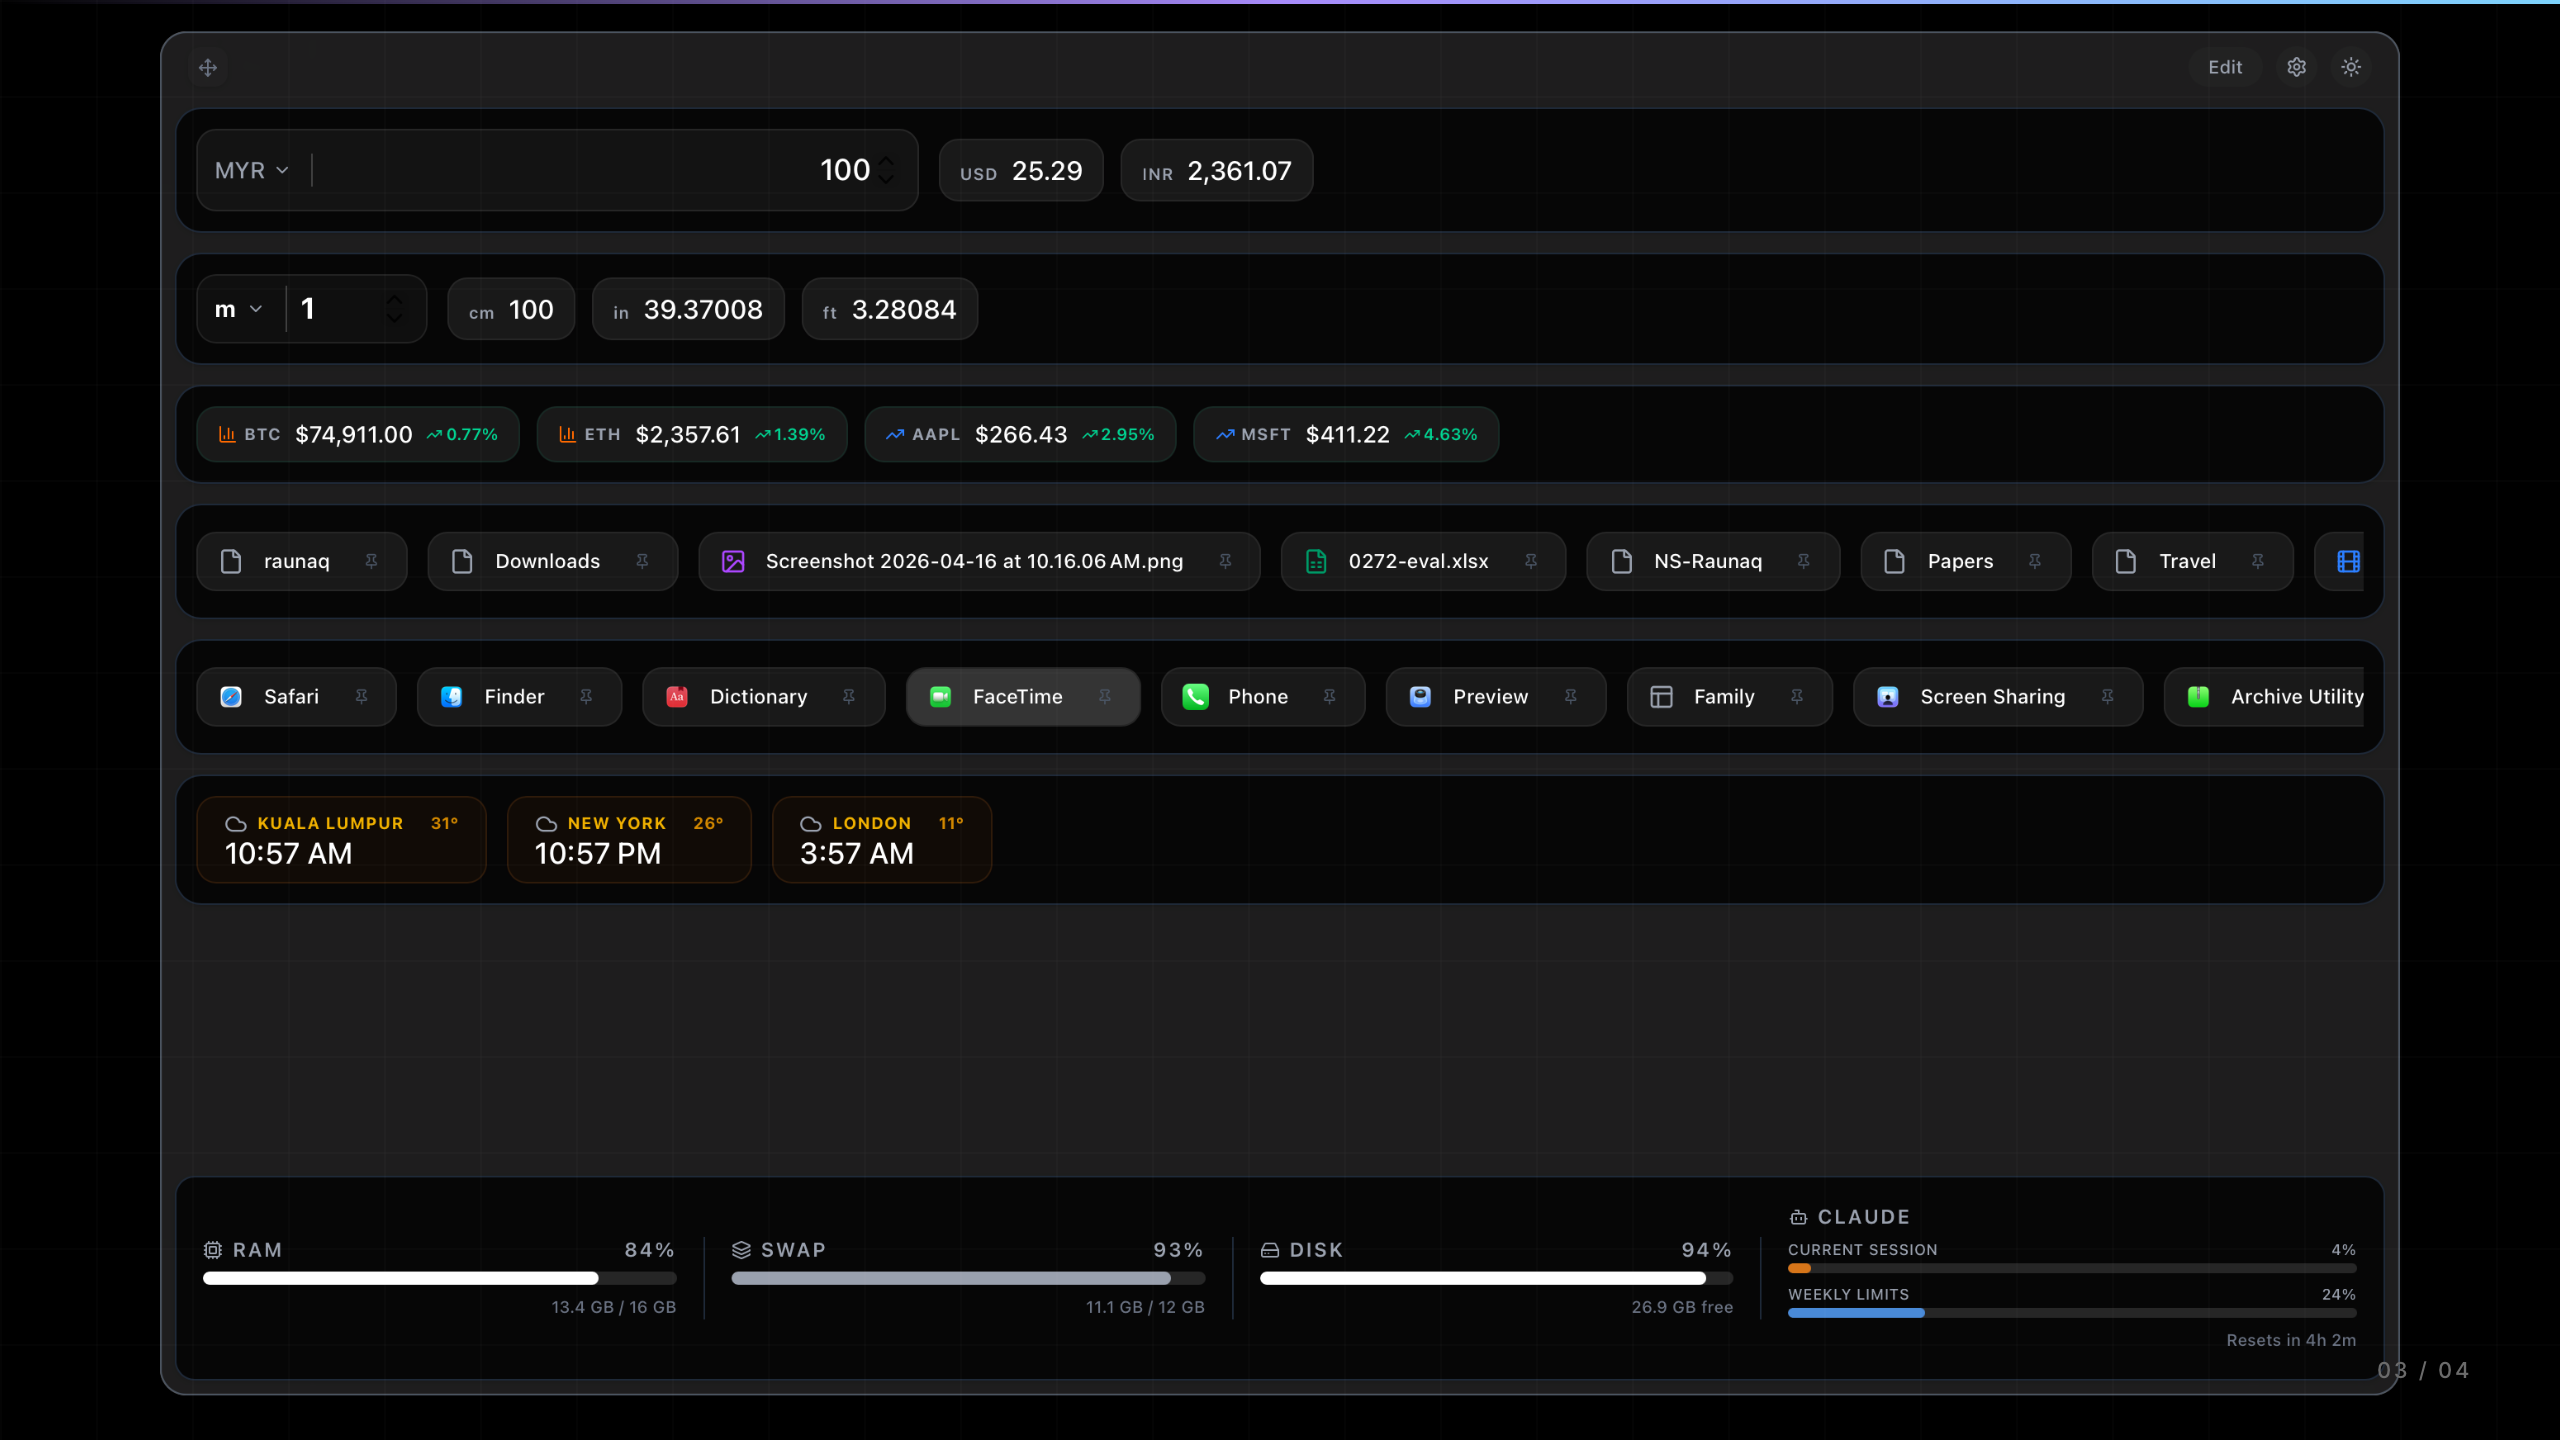 Edit
MYR 100 USD 25.29 INR 2,361.07
m 1 cm 100 in 39.37008 ft 3.28084
BTC $74,911.00 0.77% ETH $2,357.61 1.39% AAPL $266.43 2.95% MSFT $411.22 4.63%
raunaq Downloads Screenshot 2026-04-16 at 10.16.06 AM.png 0272-eval.xlsx NS-Raunaq Papers Travel
Safari Finder Dictionary FaceTime Phone Preview Family Screen Sharing Archive Utility
KUALA LUMPUR 31° NEW YORK 26° LONDON 11°
10:57 AM 10:57 PM 3:57 AM
CLAUDE
RAM 84% SWAP 93% DISK 94% CURRENT SESSION 4%
WEEKLY LIMITS 24%
13.4 GB / 16 GB 11.1 GB / 12 GB 26.9 GB free
Resets in 4h 2m
03 / 04